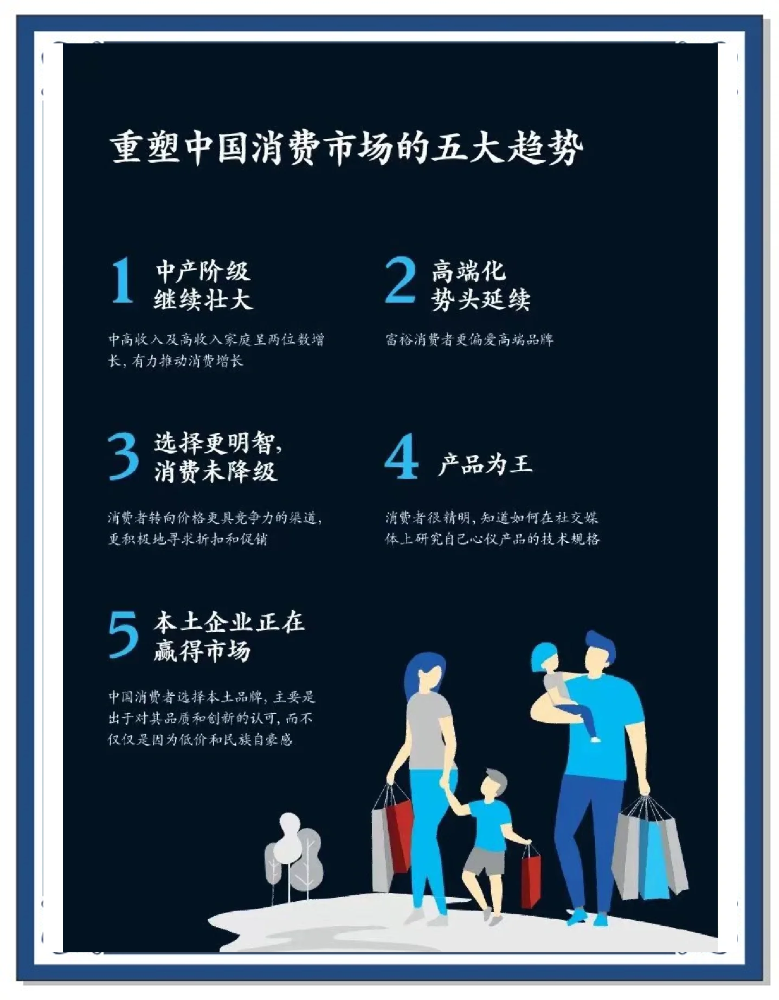 重塑中国消费市场的五大趋势
1
中产阶级
继续壮大
中高收入及高收入家庭呈两位数增
长，有力推动消费增长
2
高端化
势头延续
富裕消费者更偏爱高端品牌
3
选择更明智，
消费未降级
消费者转向价格更具竞争力的渠道，
更积极地寻求折扣和促销
4
产品为王
消费者很精明，知道如何在社交媒
体上研究自己心仪产品的技术规格
5
本土企业正在
赢得市场
中国消费者选择本土品牌，主要是
出于对其品质和创新的认可，而不
仅仅是因为低价和民族自豪感